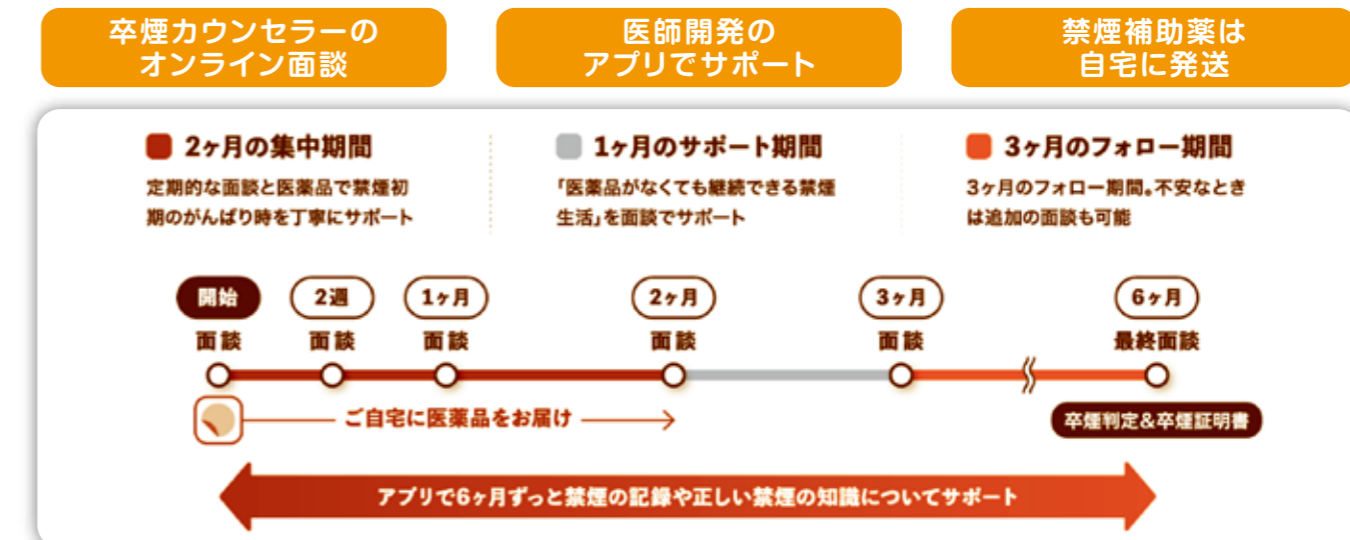 卒煙カウンセラーの
オンライン面談
医師開発の
アプリでサポート
禁煙補助薬は
自宅に発送
2ヶ月の集中期間
定期的な面談と医薬品で禁煙初
期のがんばり時を丁寧にサポート
1ヶ月のサポート期間
「医薬品がなくても継続できる禁煙
生活」を面談でサポート
3ヶ月のフォロー期間
3ヶ月のフォロー期間。不安なとき
は追加の面談も可能
開始
面談
2週
面談
1ヶ月
面談
2ヶ月
面談
3ヶ月
面談
6ヶ月
最終面談
ご自宅に医薬品をお届け
卒煙判定&卒煙証明書
アプリで6ヶ月ずっと禁煙の記録や正しい禁煙の知識についてサポート